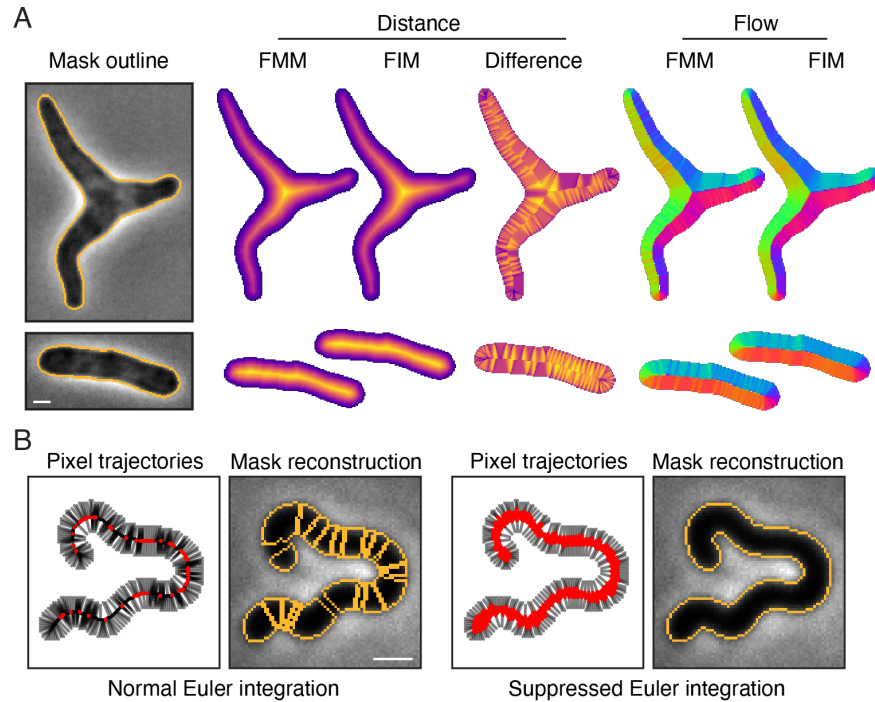 A
Distance
Flow
Mask outline
FMM
FIM
Difference
FMM
FIM
B
Pixel trajectories
Mask reconstruction
Pixel trajectories
Mask reconstruction
Normal Euler integration
Suppressed Euler integration